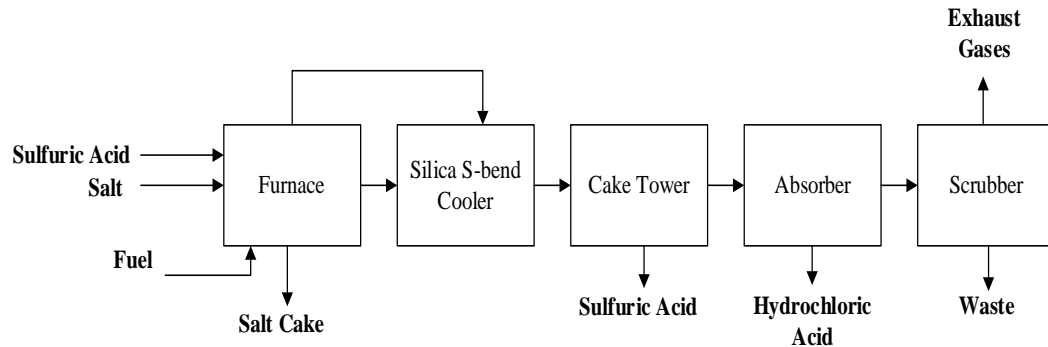 Exhaust
Gases
Sulfuric Acid
Salt
Furnace
Silica S-bend
Cooler
Cake Tower
Absorber
Scrubber
Fuel
Salt Cake
Sulfuric Acid
Hydrochloric
Acid
Waste